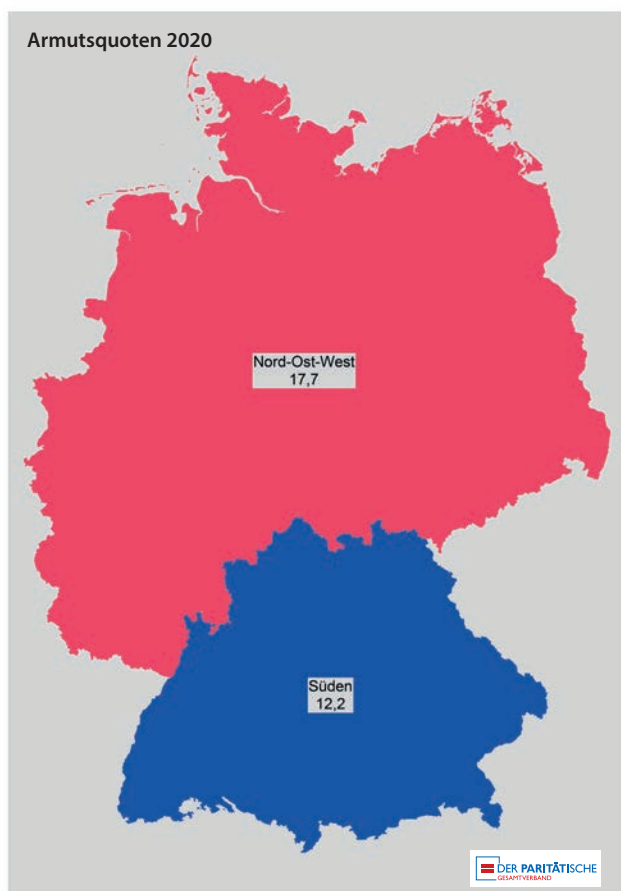 Armutsquoten 2020
Nord-Ost-West
17,7
Süden
12,2
DER PARITÄTISCHE
GESAMTVERBAND